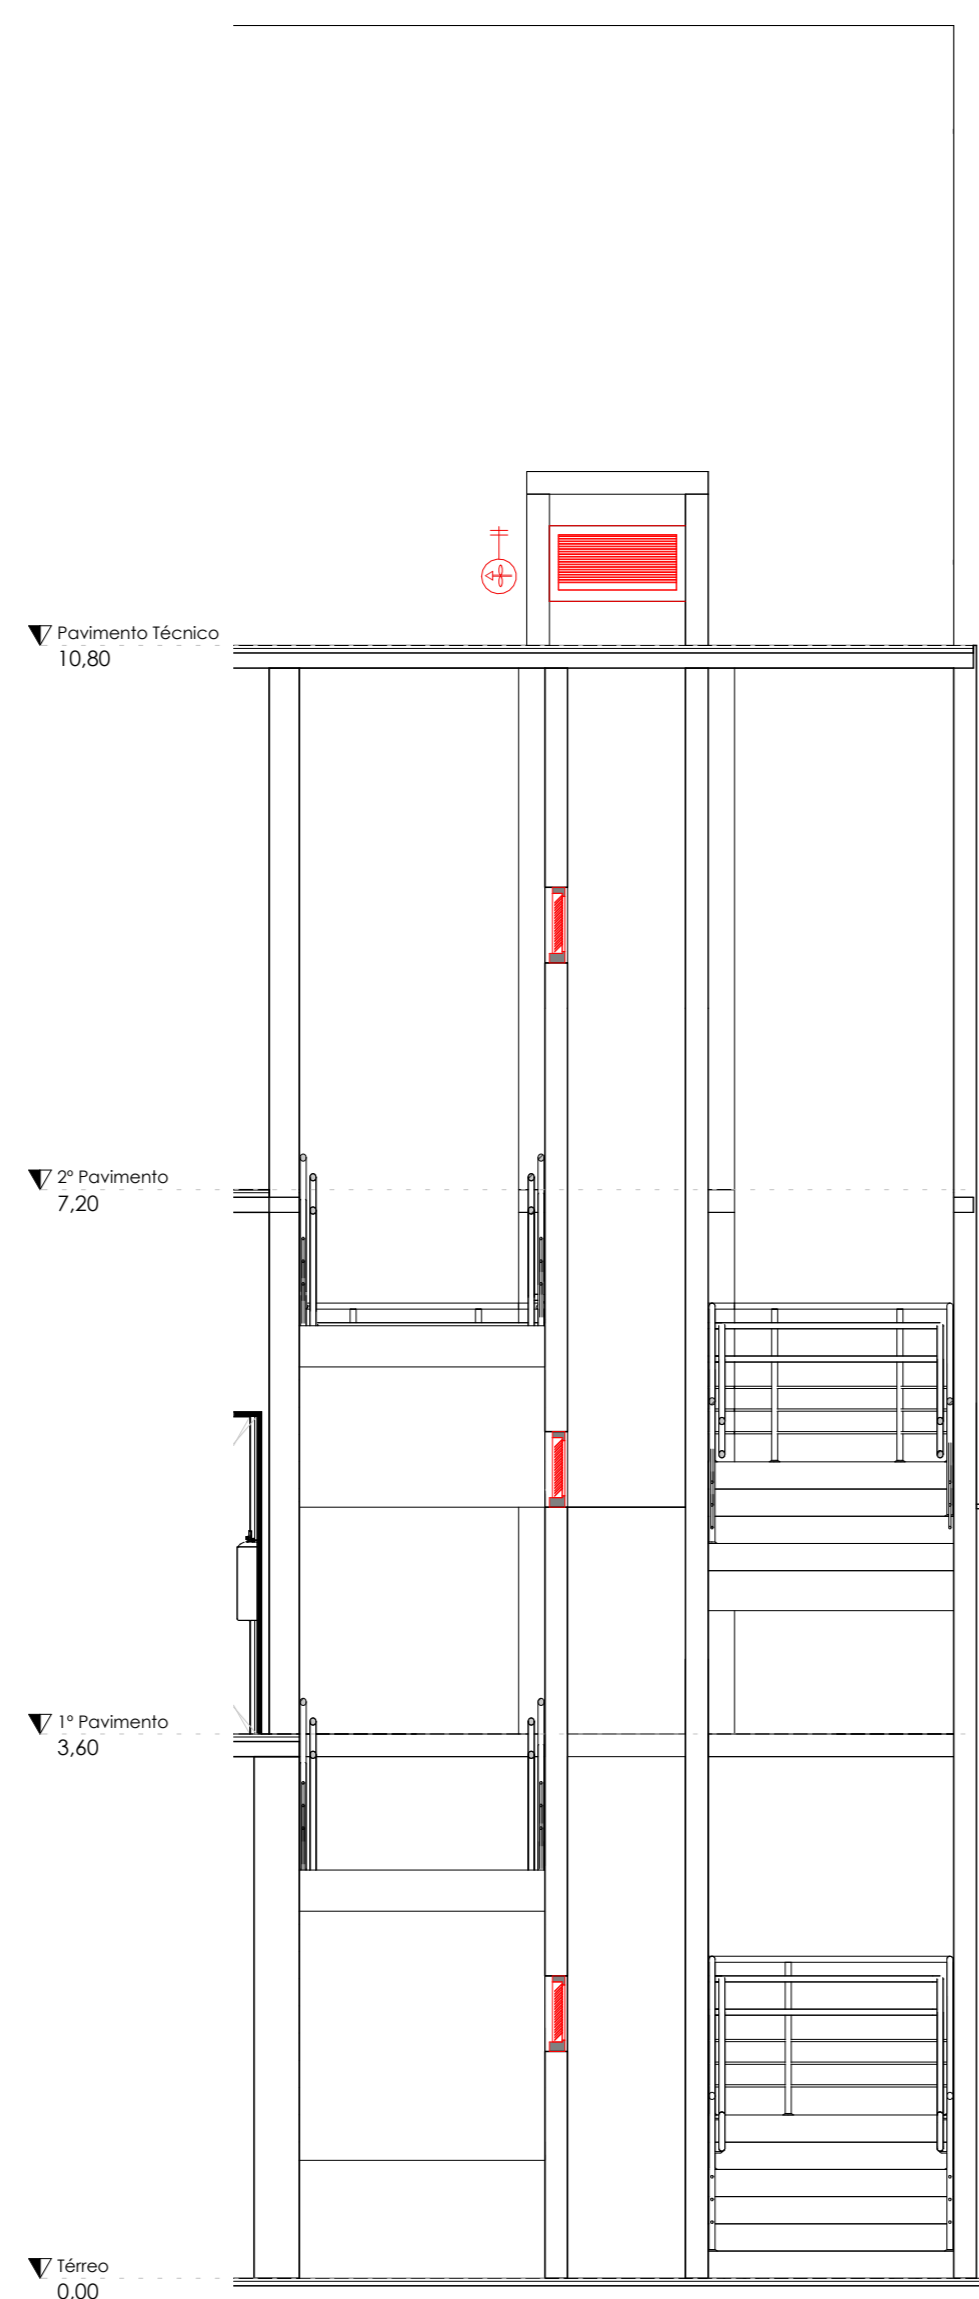 Pavimento Técnico
10,80
2º Pavimento
7,20
1º Pavimento
3,60
Térreo
0,00